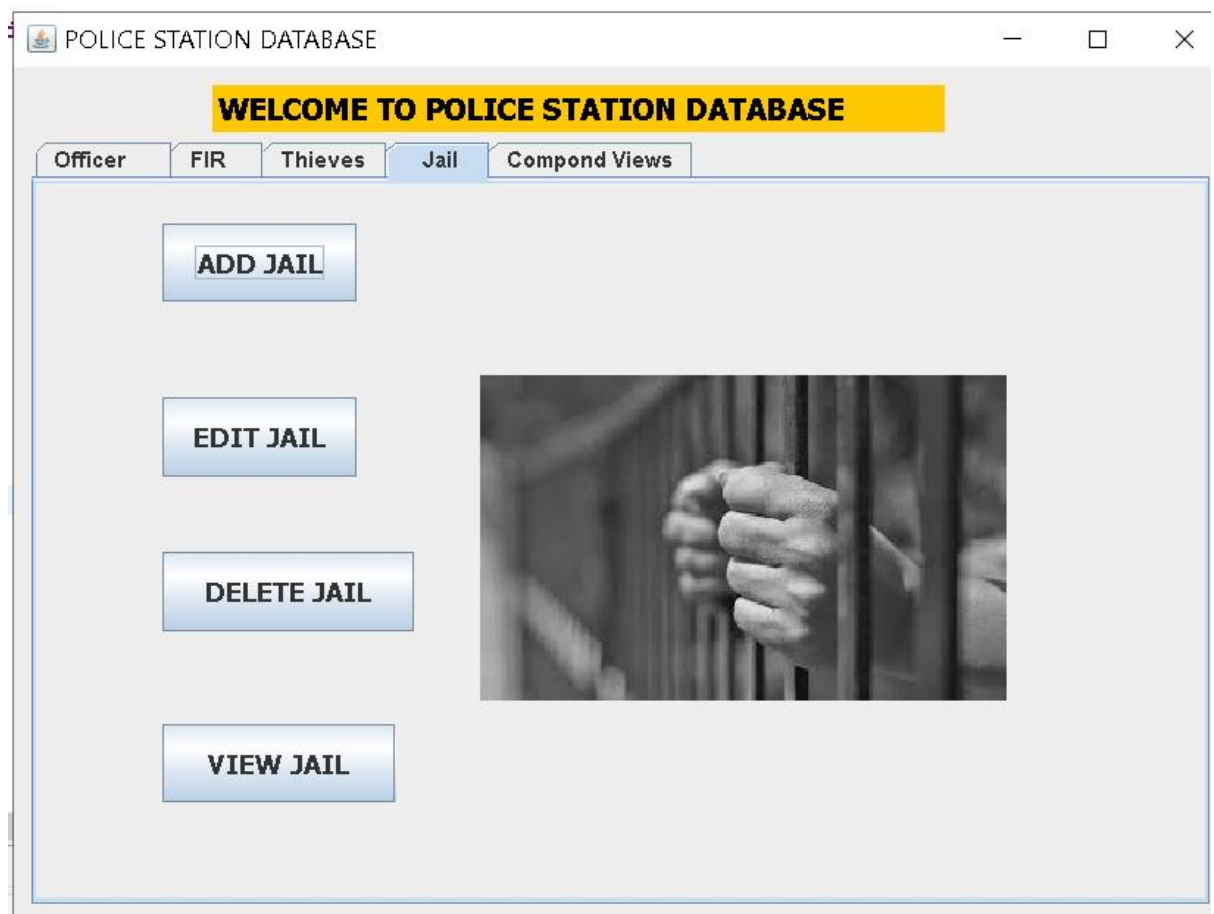 POLICE STATION DATABASE
WELCOME TO POLICE STATION DATABASE
Officer FIR Thieves Jail Compond Views
ADD JAIL
EDIT JAIL
DELETE JAIL
VIEW JAIL